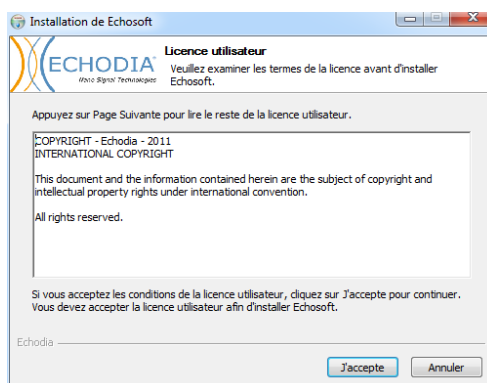 Installation de Echosoft
ECHODIA
Wave Signal Technologies
Licence utilisateur
Veuillez examiner les termes de la licence avant d'installer
Echosoft.
Appuyez sur Page Suivante pour lire le reste de la licence utilisateur.
COPYRIGHT - Echodia - 2011
INTERNATIONAL COPYRIGHT
This document and the information contained herein are the subject of copyright and
intellectual property rights under international convention.
All rights reserved.
Si vous acceptez les conditions de la licence utilisateur, cliquez sur J'accepte pour continuer.
Vous devez accepter la licence utilisateur afin d'installer Echosoft.
Echodia
J'accepte
Annuler